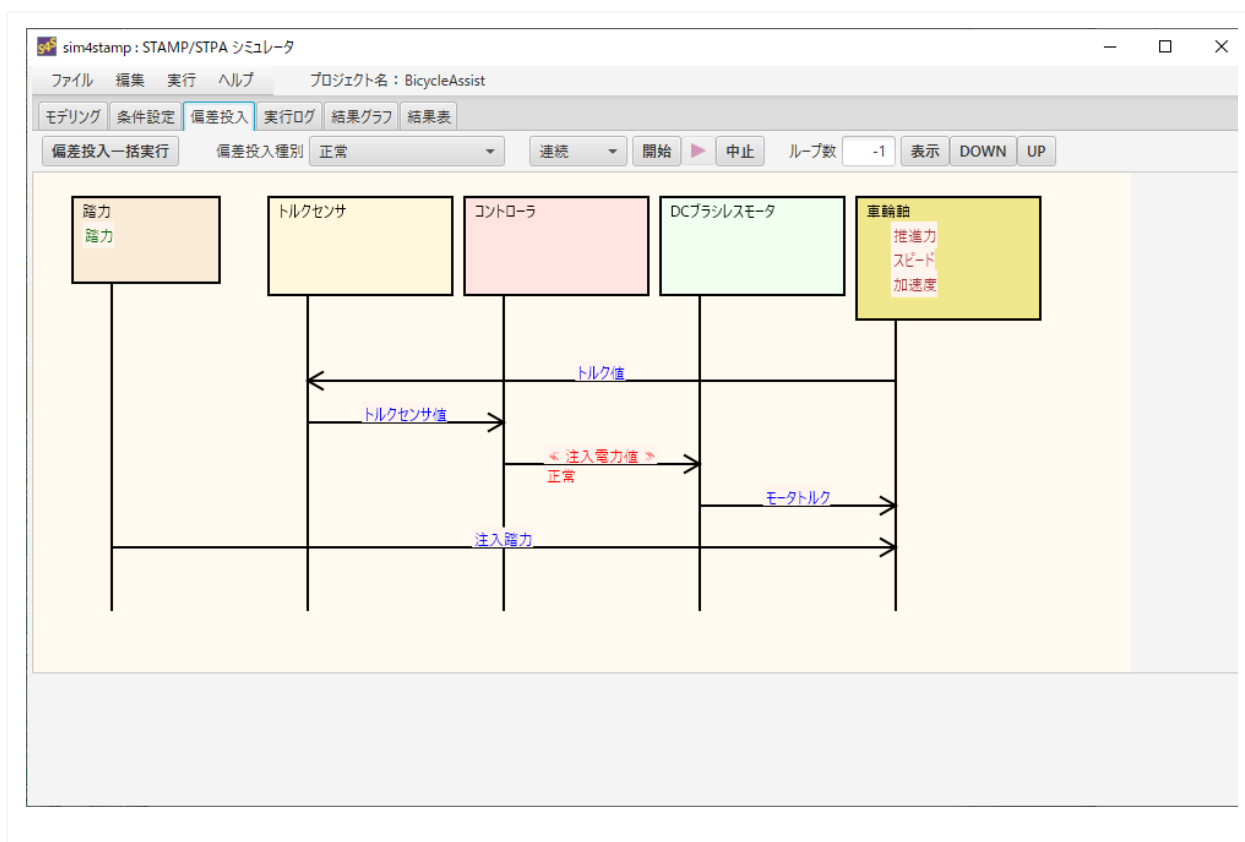 S4S sim4stamp : STAMP/STPA シミュレータ
ファイル 編集 実行 ヘルプ プロジェクト名 : BicycleAssist
モデリング 条件設定 偏差投入 実行ログ 結果グラフ 結果表
偏差投入一括実行 偏差投入種別 正常 連続 開始 中止 ループ数 -1 表示 DOWN UP
踏力 トルクセンサ コントローラ DCブラシレスモータ 車輪軸
踏力 推進力
スピード
加速度
トルク値
トルクセンサ値
≪ 注入電力値 ≫
正常
モータトルク
注入踏力